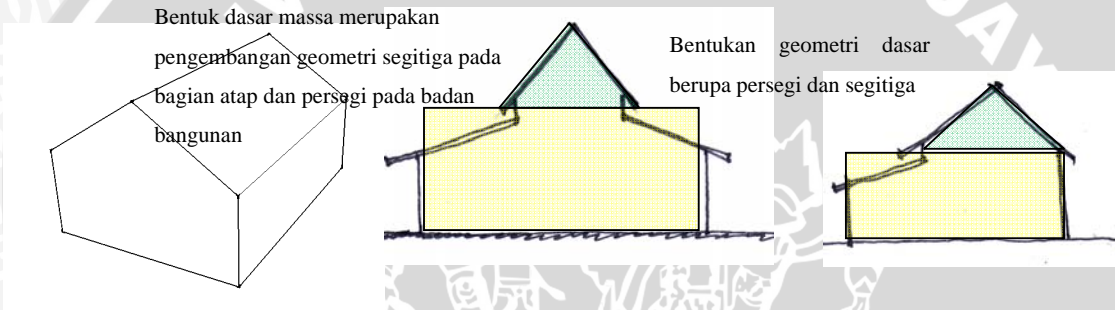 Bentuk dasar massa merupakan
pengembangan geometri segitiga pada
bagian atap dan persegi pada badan
bangunan
Bentukan geometri dasar
berupa persegi dan segitiga